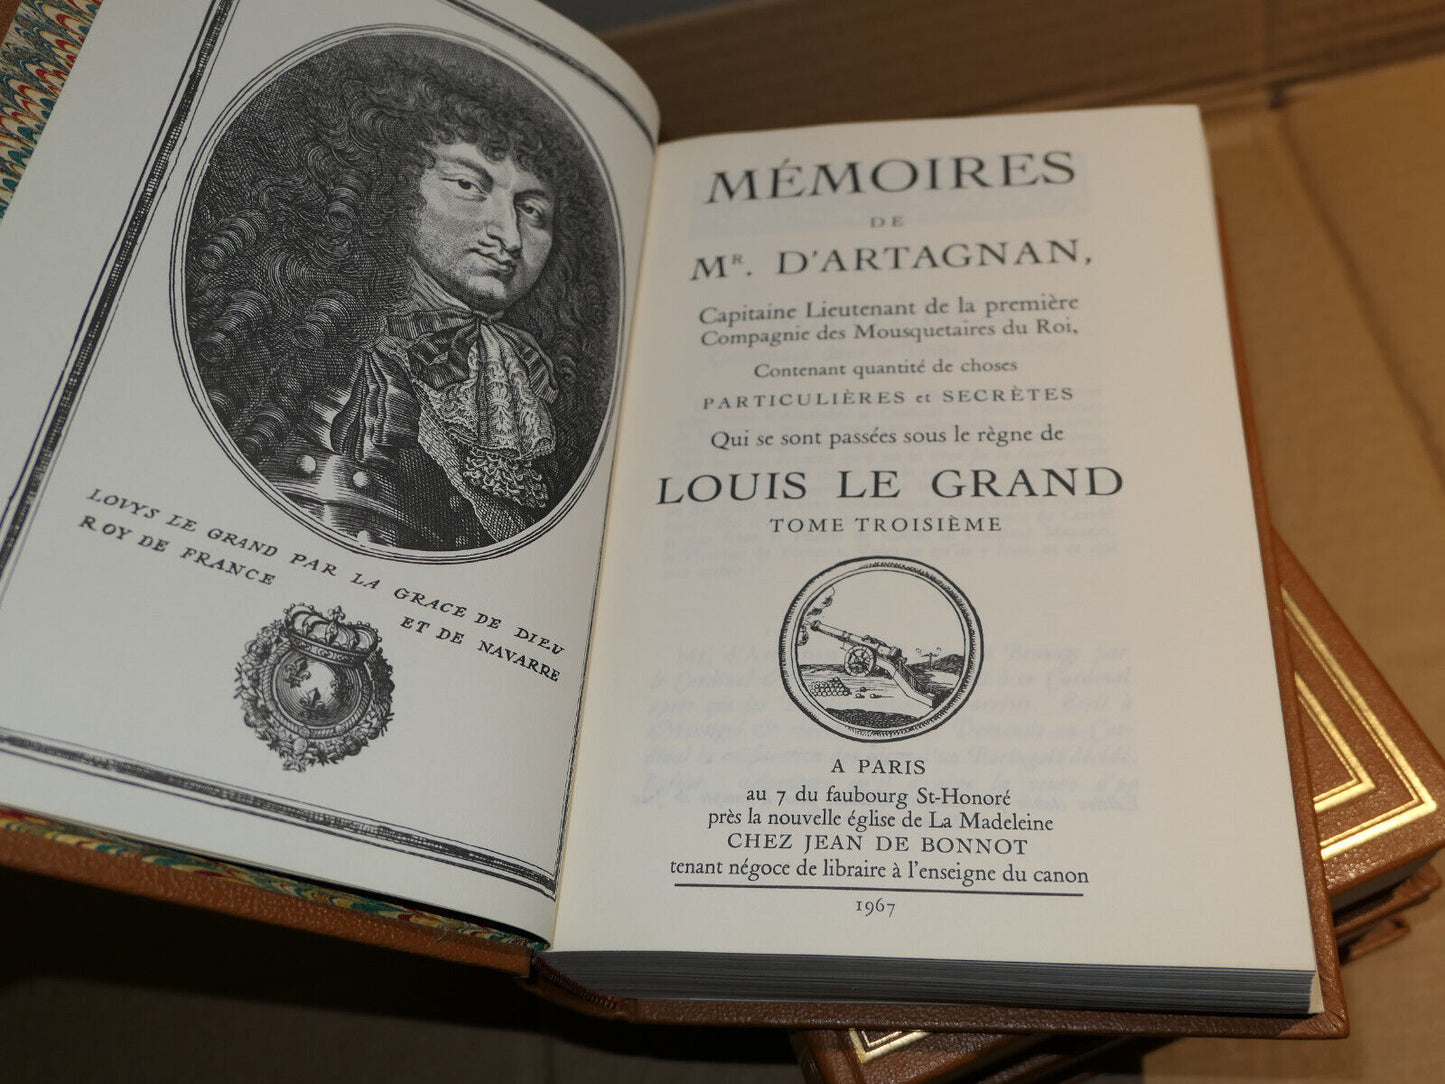 LOVYS LE GRAND PAR LA GRACE DE DIEU
ROY DE FRANCE ET DE NAVARRE
MÉMOIRES
DE
MR. D'ARTAGNAN,
Capitaine Lieutenant de la première
Compagnie des Mousquetaires du Roi,
Contenant quantité de choses
PARTICULIÈRES et SECRÈTES
Qui se sont passées sous le règne de
LOUIS LE GRAND
TOME TROISIÈME
A PARIS
au 7 du faubourg St-Honoré
près la nouvelle église de La Madeleine
CHEZ JEAN DE BONNOT
tenant négoce de libraire à l'enseigne du canon
1967